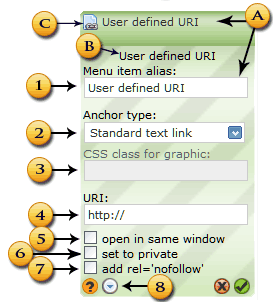 C User defined URI A
B User defined URI
Menu item alias:
1 User defined URI
Anchor type:
2 Standard text link
CSS class for graphic:
3
URI:
4 http://
5 open in same window
6 set to private
7 add rel='nofollow'
? 8